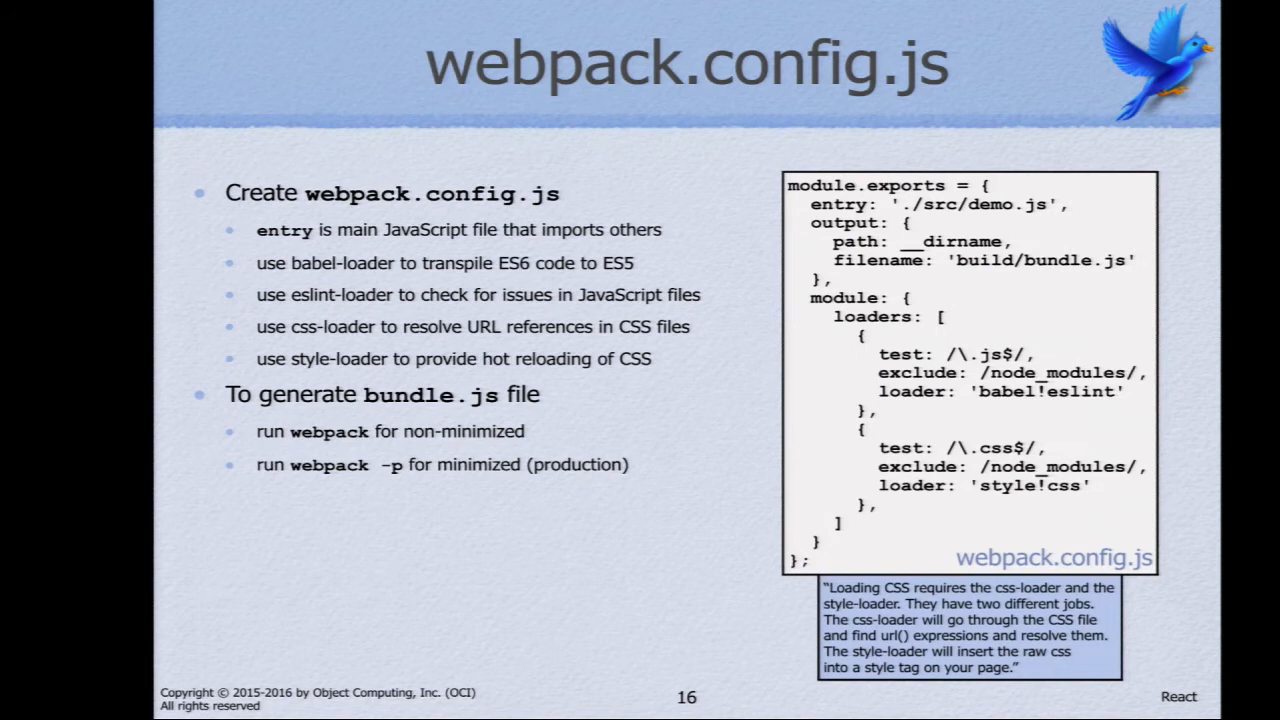 webpack.config.js
Create webpack.config.js
entry is main JavaScript file that imports others
use babel-loader to transpile ES6 code to ES5
use eslint-loader to check for issues in JavaScript files
use css-loader to resolve URL references in CSS files
use style-loader to provide hot reloading of CSS
To generate bundle.js file
run webpack for non-minimized
run webpack -p for minimized (production)
module.exports = {
  entry: './src/demo.js',
  output: {
    path: __dirname,
    filename: 'build/bundle.js'
  },
  module: {
    loaders: [
      {
        test: /\.js$/,
        exclude: /node_modules/,
        loader: 'babel!eslint'
      },
      {
        test: /\.css$/,
        exclude: /node_modules/,
        loader: 'style!css'
      },
    ]
  }
};
webpack.config.js
“Loading CSS requires the css-loader and the
style-loader. They have two different jobs.
The css-loader will go through the CSS file
and find url() expressions and resolve them.
The style-loader will insert the raw css
into a style tag on your page.”
Copyright © 2015-2016 by Object Computing, Inc. (OCI)
All rights reserved
16
React